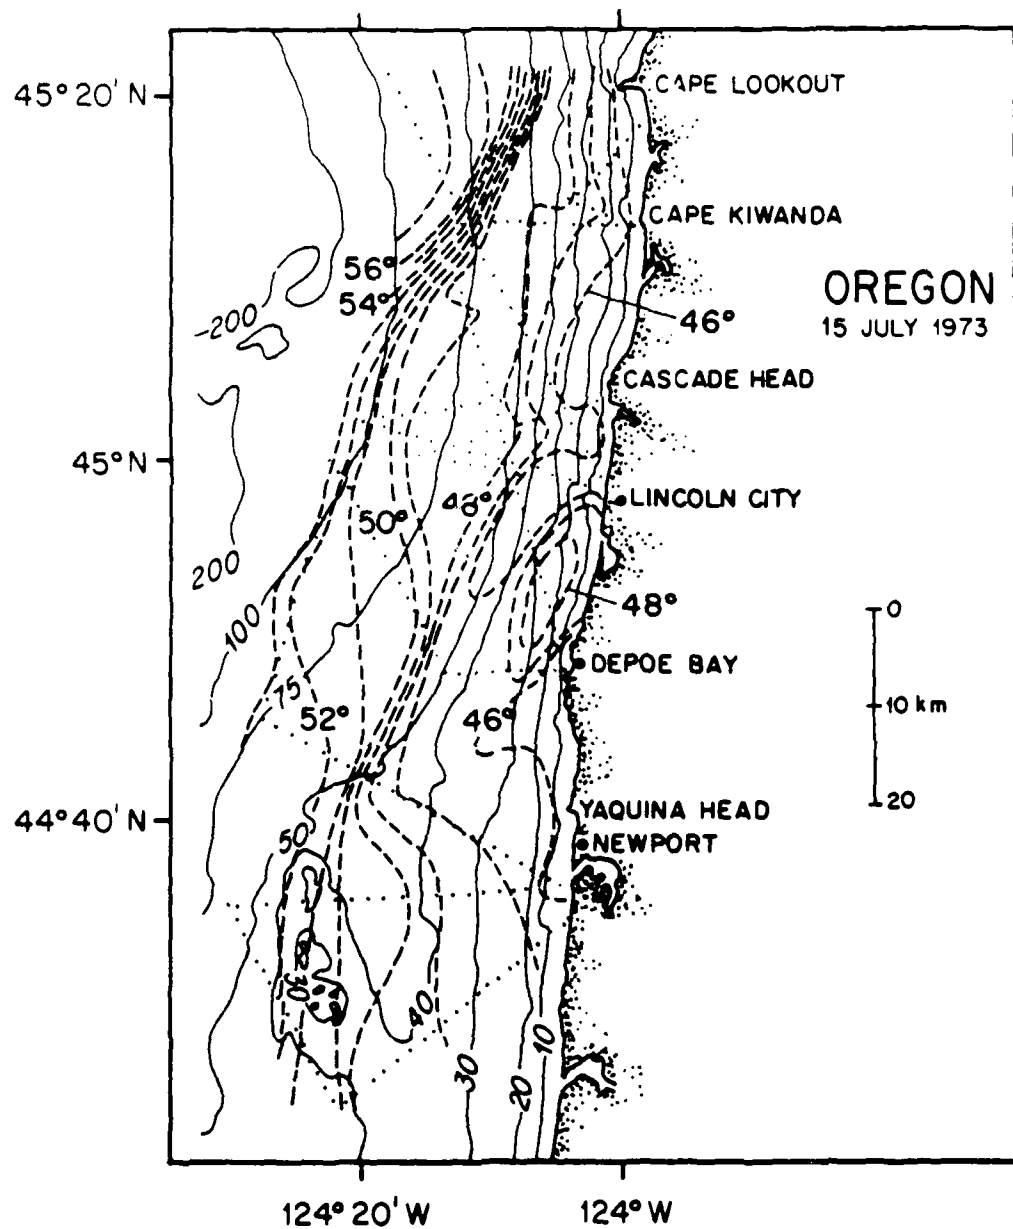 45° 20' N
CAPE LOOKOUT
CAPE KIWANDA
56°
54°
OREGON
15 JULY 1973
-200
46°
CASCADE HEAD
45° N
48°
LINCOLN CITY
50°
200
100
48°
0
DEPOE BAY
75
52°
46°
10 km
20
44° 40' N
YAQUINA HEAD
NEWPORT
50
40
30
20
10
124° 20' W
124° W